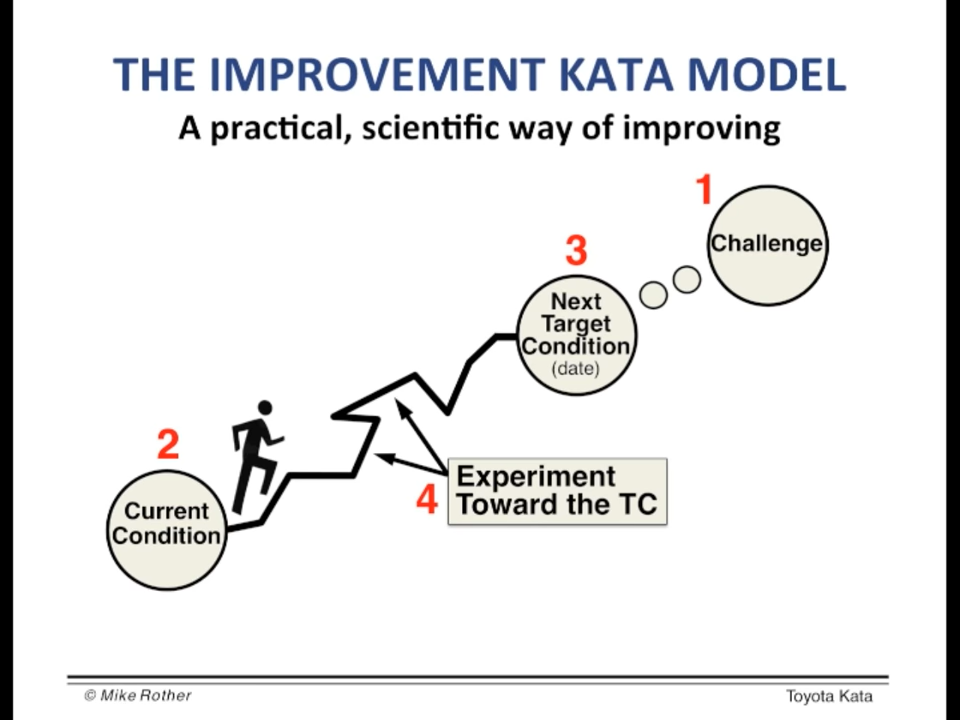 THE IMPROVEMENT KATA MODEL
A practical, scientific way of improving
1
Challenge
3
Next
Target
Condition
(date)
2
Current
Condition
4
Experiment
Toward the TC
© Mike Rother
Toyota Kata